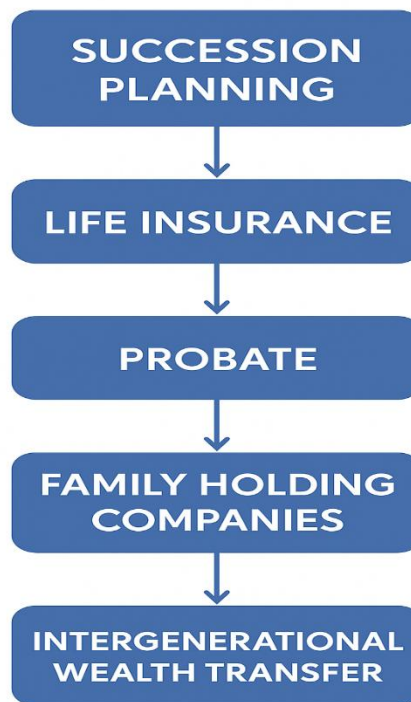 SUCCESSION
PLANNING
LIFE INSURANCE
PROBATE
FAMILY HOLDING
COMPANIES
INTERGENERATIONAL
WEALTH TRANSFER